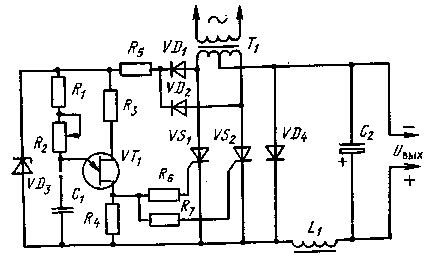 T1
R5
VD1
VD2
R1
R2
R3
VS1
VS2
VD4
C2
−
Uвых
+
VT1
VD3
C1
R6
R7
R4
L1
+